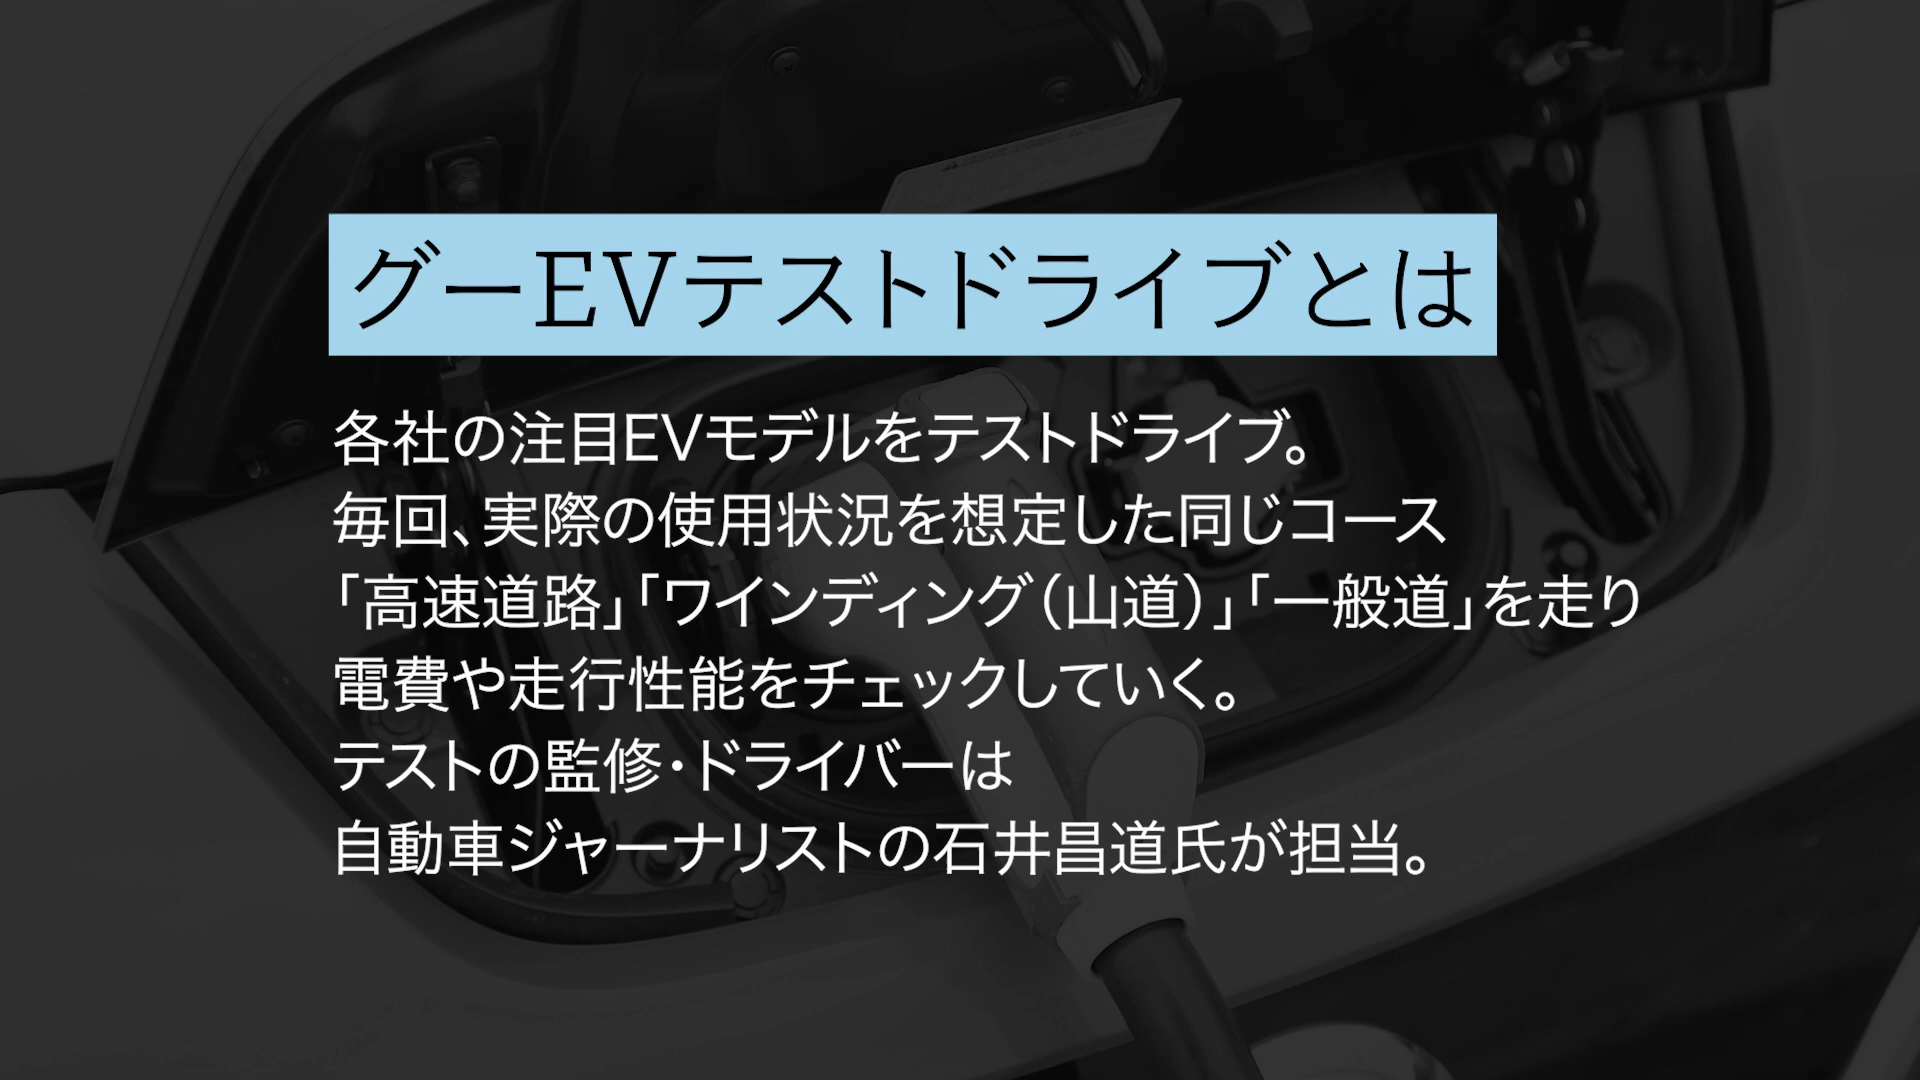 グーEVテストドライブとは
各社の注目EVモデルをテストドライブ。
毎回、実際の使用状況を想定した同じコース
「高速道路」「ワインディング(山道)」「一般道」を走り
電費や走行性能をチェックしていく。
テストの監修・ドライバーは
自動車ジャーナリストの石井昌道氏が担当。